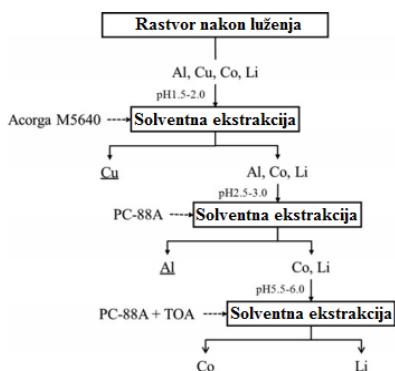 Rastvor nakon luženja
Al, Cu, Co, Li
pH1.5-2.0
Acorga M5640
Solventna ekstrakcija
Cu
Al, Co, Li
pH2.5-3.0
PC-88A
Solventna ekstrakcija
Al
Co, Li
pH5.5-6.0
PC-88A + TOA
Solventna ekstrakcija
Co
Li